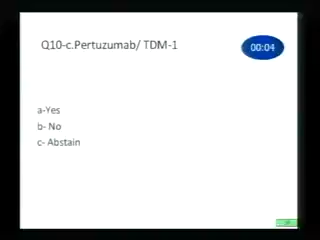 Q10-c.Pertuzumab/ TDM-1
00:04
a-Yes
b- No
c- Abstain